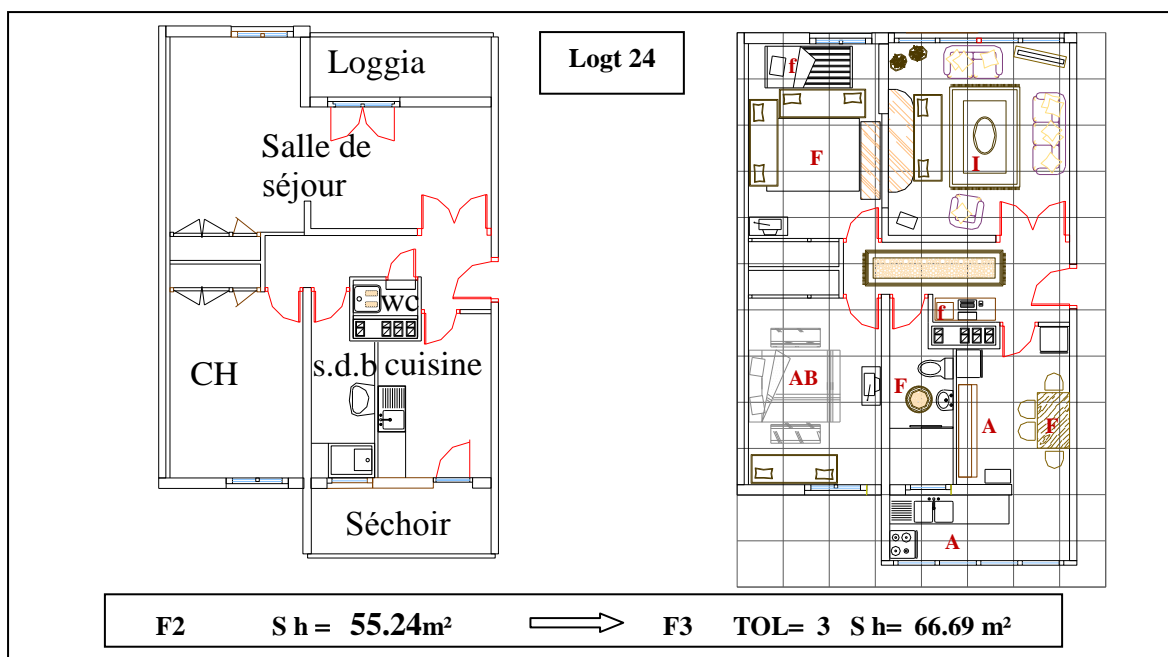 Logt 24
Loggia
Salle de
séjour
wc
s.d.b cuisine
CH
Séchoir
f
F
I
f
AB
F
A
F
A
F2 S h = 55.24m² F3 TOL= 3 S h= 66.69 m²